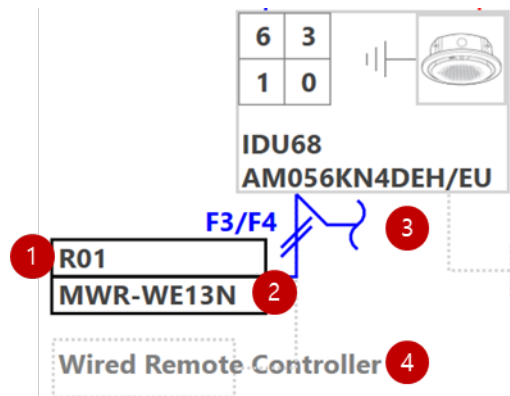 6 3
1 0
IDU68
AM056KN4DEH/EU
F3/F4
3
1 R01
MWR-WE13N 2
Wired Remote Controller 4